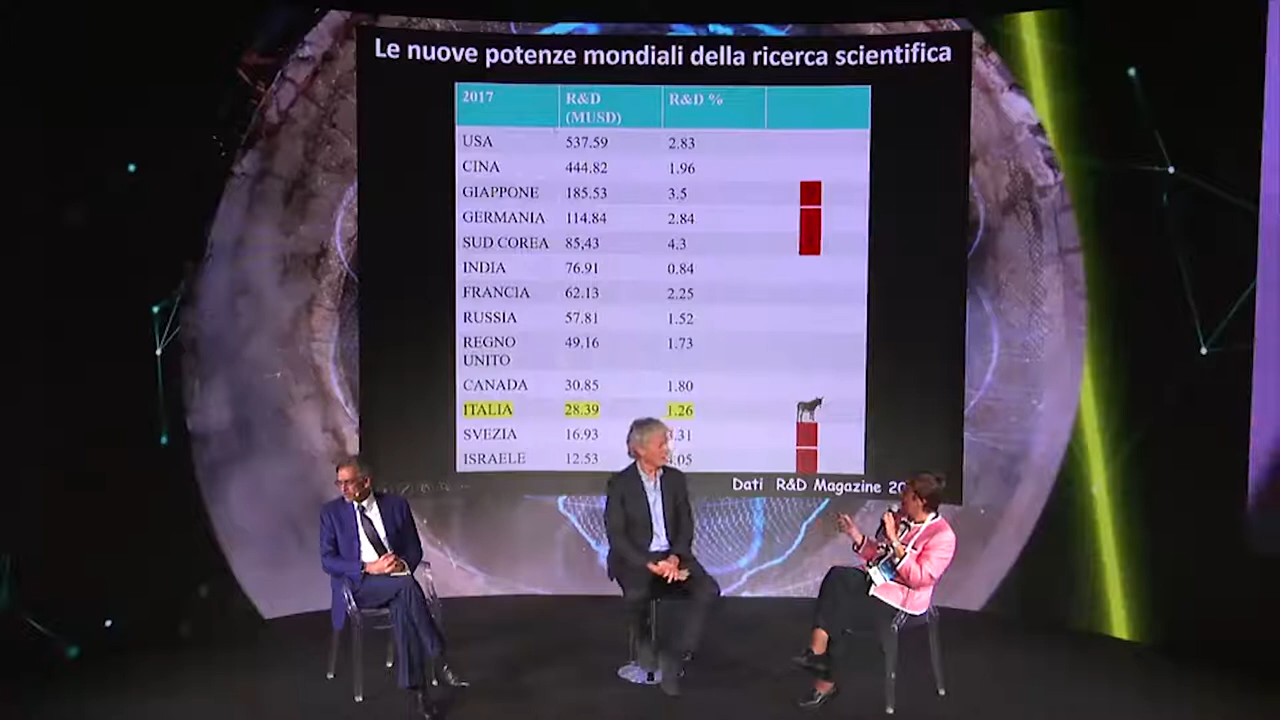 Le nuove potenze mondiali della ricerca scientifica
2017 R&D (MUSD) R&D %
USA 537.59 2.83
CINA 444.82 1.96
GIAPPONE 185.53 3.5
GERMANIA 114.84 2.84
SUD COREA 85,43 4.3
INDIA 76.91 0.84
FRANCIA 62.13 2.25
RUSSIA 57.81 1.52
REGNO UNITO 49.16 1.73
CANADA 30.85 1.80
ITALIA 28.39 1.26
SVEZIA 16.93
ISRAELE 12.53
Dati R&D Magazine